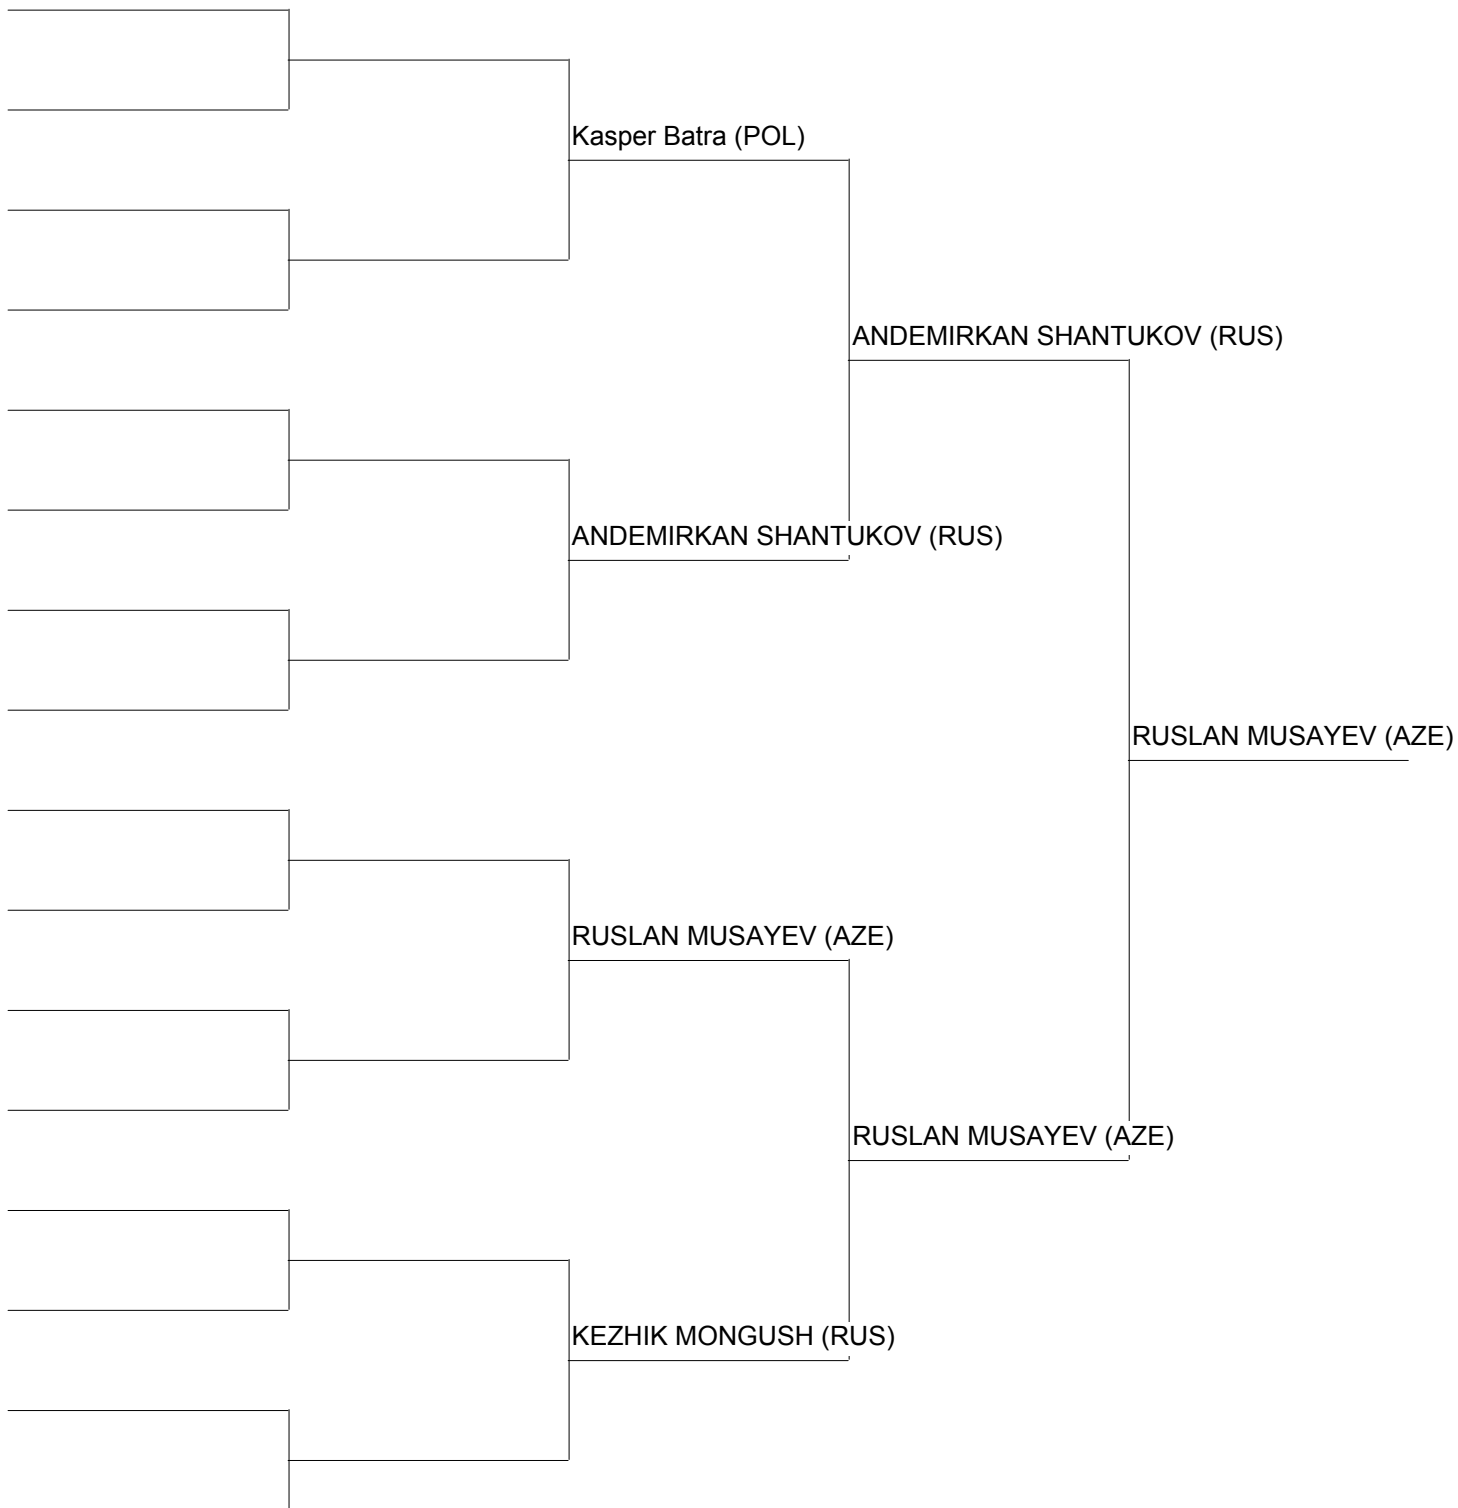 Kasper Batra (POL)
ANDEMIRKAN SHANTUKOV (RUS)
ANDEMIRKAN SHANTUKOV (RUS)
RUSLAN MUSAYEV (AZE)
RUSLAN MUSAYEV (AZE)
RUSLAN MUSAYEV (AZE)
KEZHIK MONGUSH (RUS)